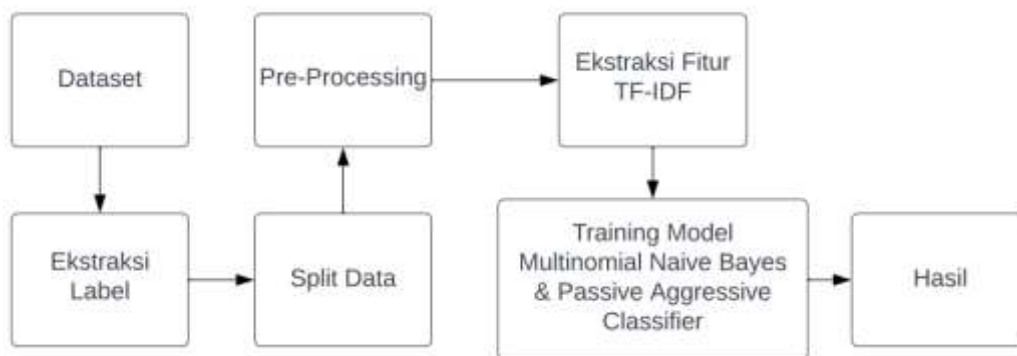 Dataset
Ekstraksi
Label
Split Data
Pre-Processing
Ekstraksi Fitur
TF-IDF
Training Model
Multinomial Naive Bayes
& Passive Aggressive
Classifier
Hasil